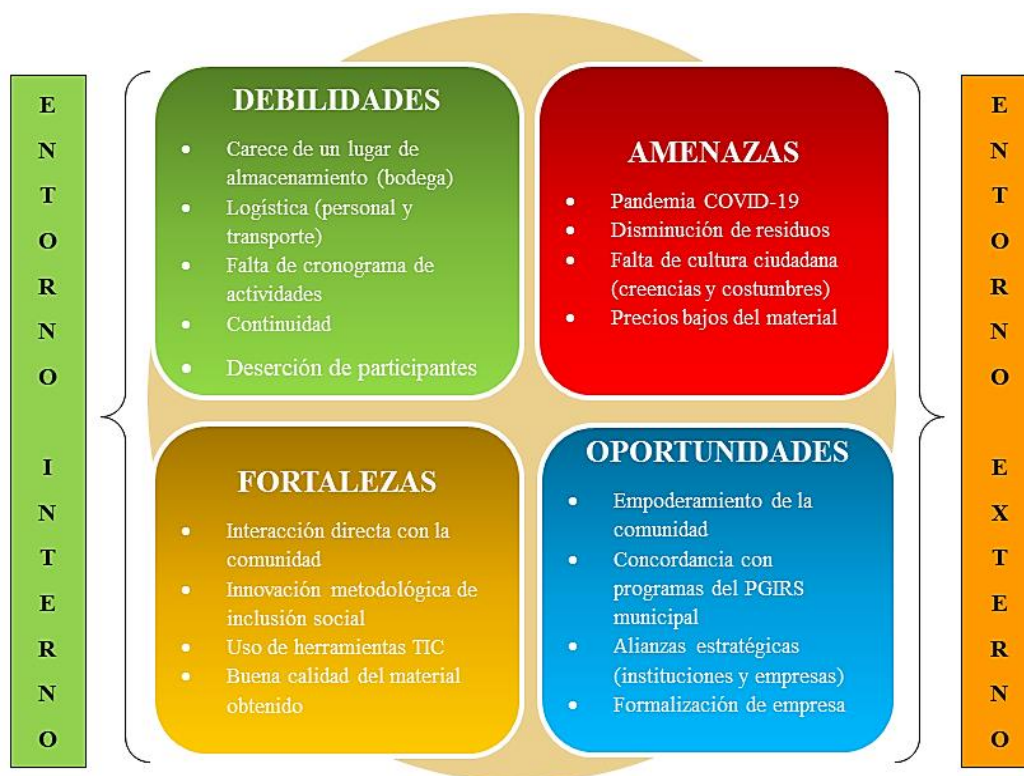 ENTORNO INTERNO
DEBILIDADES
• Carece de un lugar de
almacenamiento (bodega)
• Logística (personal y
transporte)
• Falta de cronograma de
actividades
• Continuidad
• Deserción de participantes
AMENAZAS
• Pandemia COVID-19
• Disminución de residuos
• Falta de cultura ciudadana
(creencias y costumbres)
• Precios bajos del material
FORTALEZAS
• Interacción directa con la
comunidad
• Innovación metodológica de
inclusión social
• Uso de herramientas TIC
• Buena calidad del material
obtenido
OPORTUNIDADES
• Empoderamiento de la
comunidad
• Concordancia con
programas del PGIRS
municipal
• Alianzas estratégicas
(instituciones y empresas)
• Formalización de empresa
ENTORNO EXTERNO